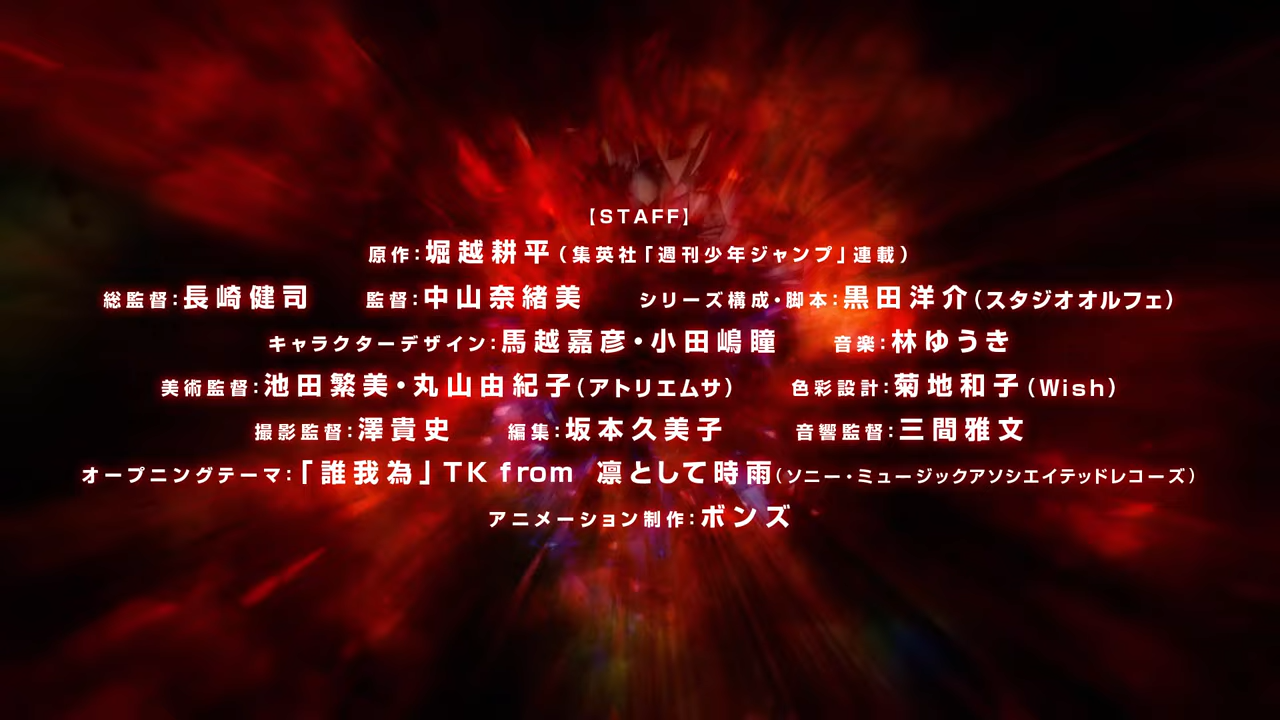 【STAFF】
原作:堀越耕平(集英社「週刊少年ジャンプ」連載)
総監督:長崎健司 監督:中山奈緒美 シリーズ構成・脚本:黒田洋介(スタジオオルフェ)
キャラクターデザイン:馬越嘉彦・小田嶋瞳 音楽:林ゆうき
美術監督:池田繁美・丸山由紀子(アトリエムサ) 色彩設計:菊地和子(Wish)
撮影監督:澤貴史 編集:坂本久美子 音響監督:三間雅文
オープニングテーマ:「誰我為」TK from 凛として時雨(ソニー・ミュージックアソシエイテッドレコーズ)
アニメーション制作:ボンズ